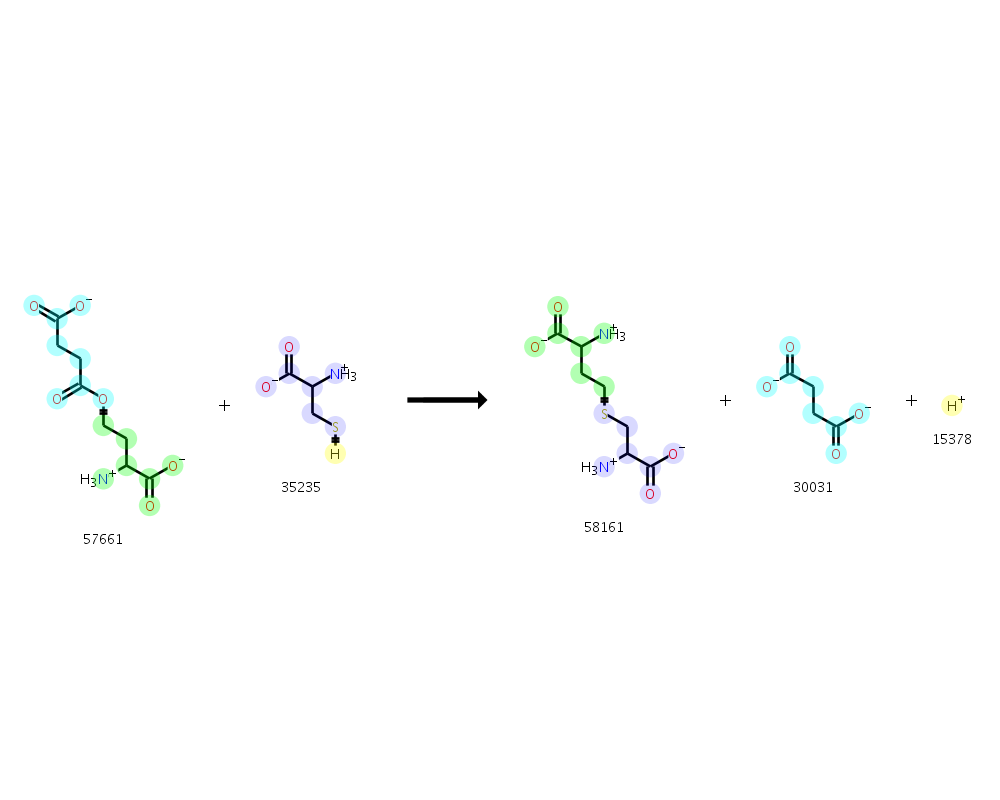 O O⁻ O O H₃N⁺ O⁻ O
57661
+
O O⁻ NH₃⁺ S H
35235
O O⁻ NH₃⁺ S H₃N⁺ O⁻ O
58161
+
O O⁻ O⁻ O
30031
+
H⁺
15378